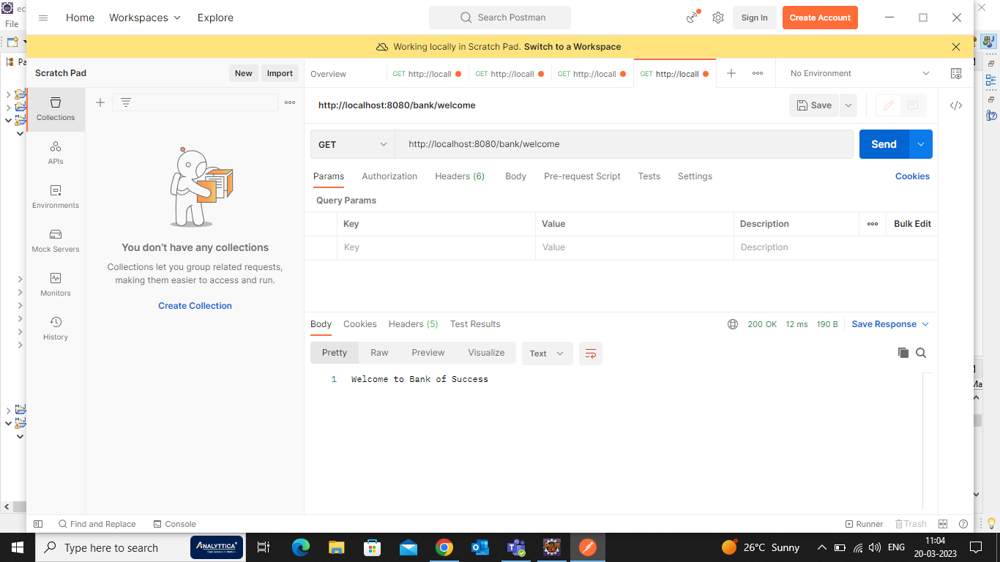 ec
File
Home Workspaces Explore Search Postman Sign In Create Account
Working locally in Scratch Pad. Switch to a Workspace
Pa
Scratch Pad New Import Overview GET http://locall GET http://locall GET http://locall GET http://locall No Environment
Collections
http://localhost:8080/bank/welcome Save
APIs
GET http://localhost:8080/bank/welcome Send
Params Authorization Headers (6) Body Pre-request Script Tests Settings Cookies
Environments
Query Params
Key Value Description Bulk Edit
Key Value Description
Mock Servers
You don't have any collections
Collections let you group related requests,
making them easier to access and run.
Create Collection
Monitors
History
Body Cookies Headers (5) Test Results 200 OK 12 ms 190 B Save Response
Pretty Raw Preview Visualize Text
1 Welcome to Bank of Success
Ma
Find and Replace Console Runner Trash
Type here to search ANALYTTICA 26°C Sunny ENG 11:04
20-03-2023